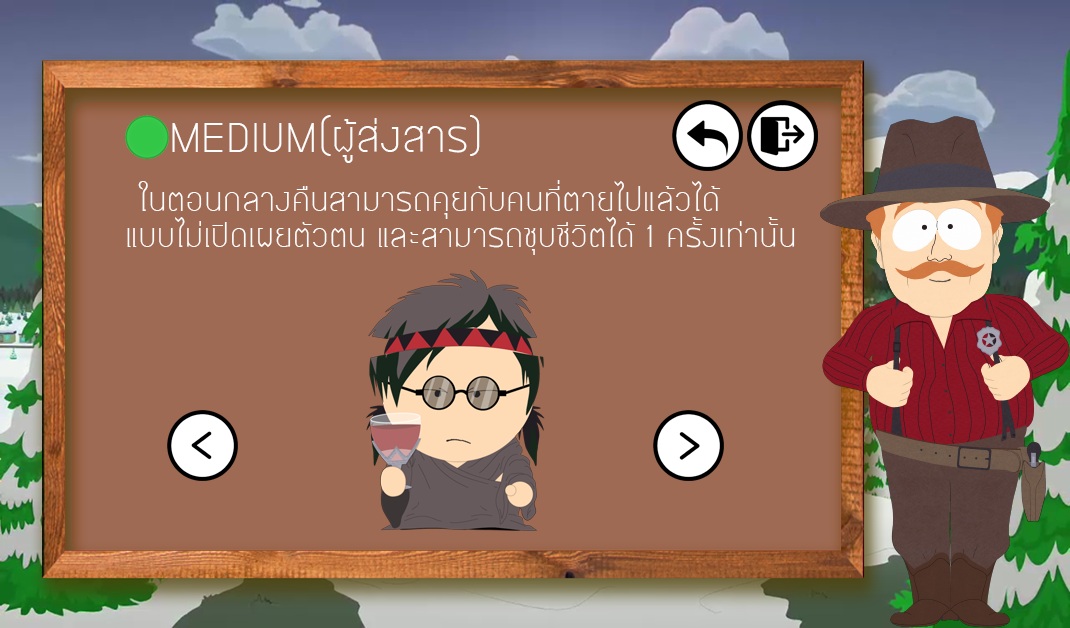 MEDIUM(ผู้ส่งสาร)
ในตอนกลางคืนสามารถคุยกับคนที่ตายไปแล้วได้
แบบไม่เปิดเผยตัวตน และสามารถชุบชีวิตได้ 1 ครั้งเท่านั้น